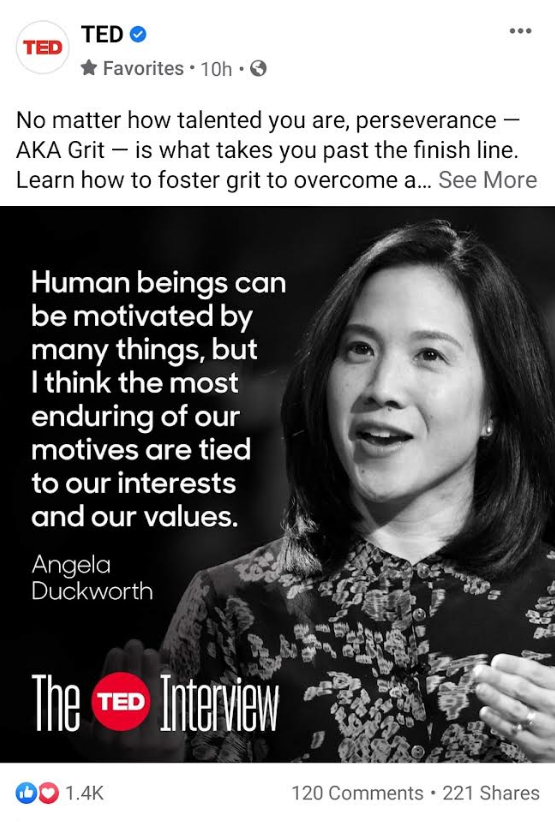 TED
TED
Favorites • 10h •
No matter how talented you are, perseverance —
AKA Grit — is what takes you past the finish line.
Learn how to foster grit to overcome a... See More
Human beings can
be motivated by
many things, but
I think the most
enduring of our
motives are tied
to our interests
and our values.
Angela
Duckworth
The TED Interview
1.4K
120 Comments • 221 Shares